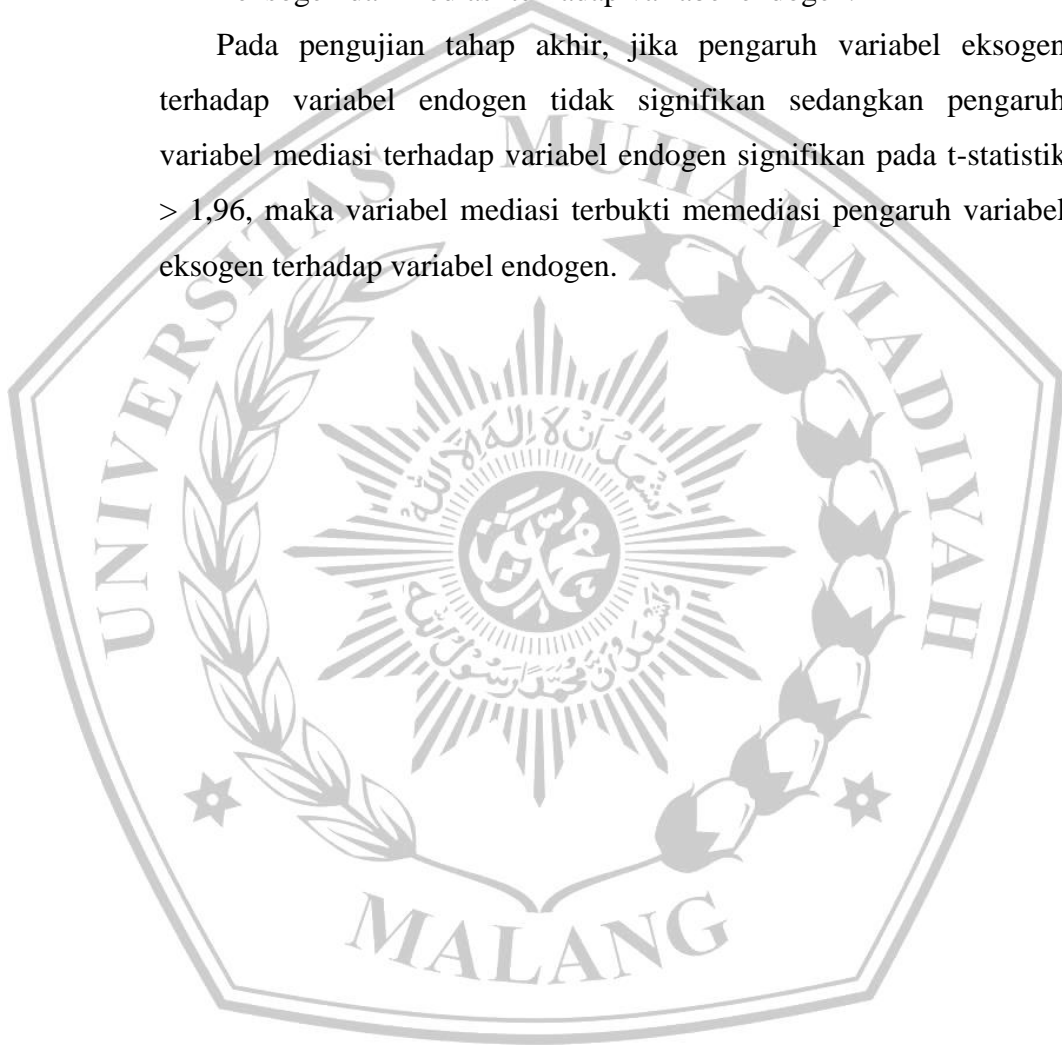 Pada pengujian tahap akhir, jika pengaruh variabel eksogen
terhadap variabel endogen tidak signifikan sedangkan pengaruh
variabel mediasi terhadap variabel endogen signifikan pada t-statistik
> 1,96, maka variabel mediasi terbukti memediasi pengaruh variabel
eksogen terhadap variabel endogen.
UNIVERSITAS MUHAMMADIYAH
MALANG